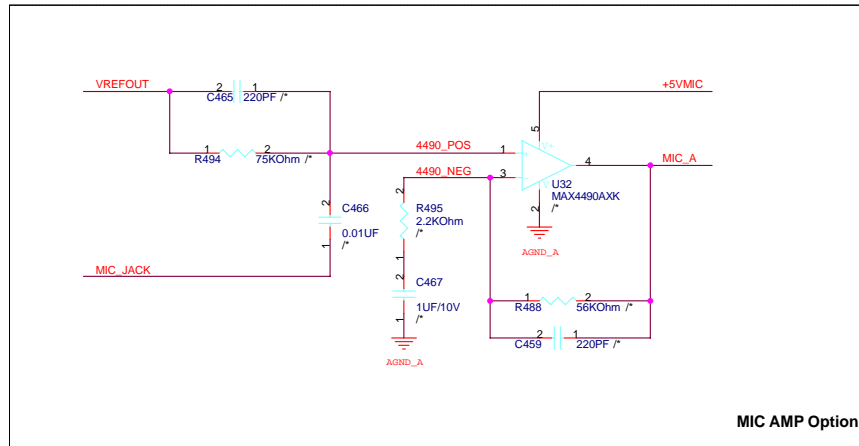 VREFOUT
2 1
C465 220PF /*
+5VMIC
1 2
R494 75KOhm /*
4490_POS
1
+
5
V+
4
MIC_A
4490_NEG
3
-
V-
2
U32
MAX4490AXK
/*
AGND_A
2
C466
0.01UF
/*
1
MIC_JACK
2
R495
2.2KOhm
/*
1
2
C467
1UF/10V
/*
1
AGND_A
1 2
R488 56KOhm /*
2 1
C459 220PF /*
MIC AMP Option